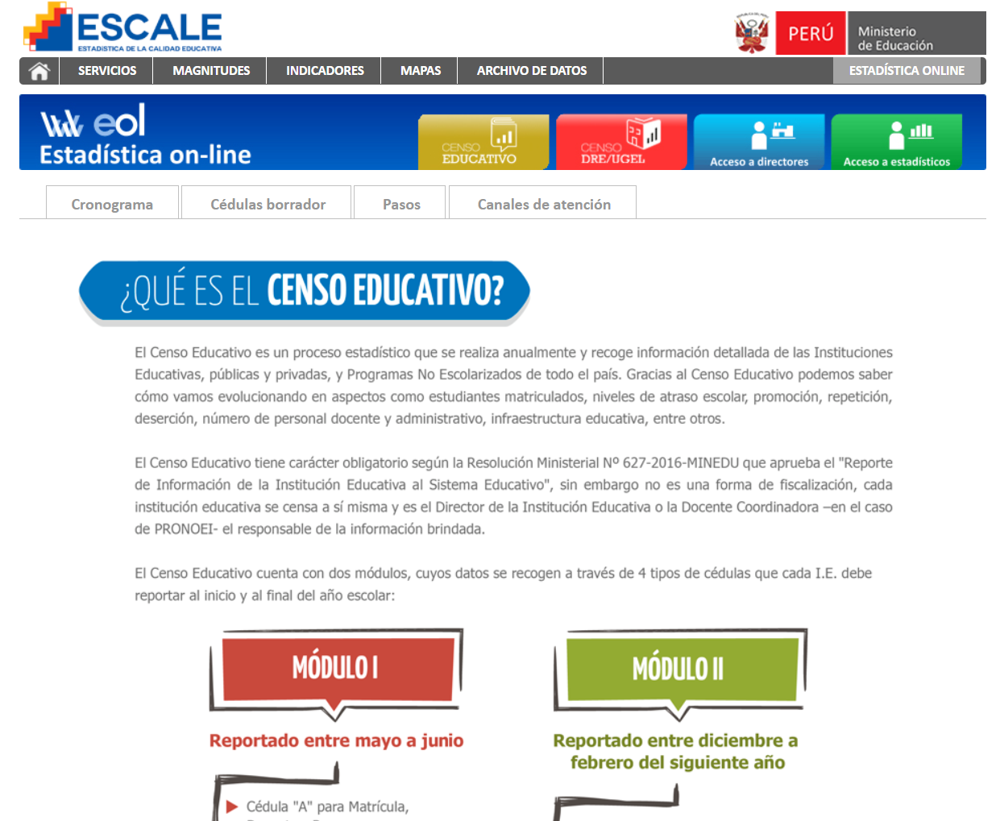 ESCALE
ESTADISTICA DE LA CALIDAD EDUCATIVA
PERÚ
Ministerio
de Educación
SERVICIOS
MAGNITUDES
INDICADORES
MAPAS
ARCHIVO DE DATOS
ESTADÍSTICA ONLINE
eol
Estadística on-line
CENSO
EDUCATIVO
CENSO
DRE/UGEL
Acceso a directores
Acceso a estadísticos
Cronograma
Cédulas borrador
Pasos
Canales de atención
¿QUÉ ES EL CENSO EDUCATIVO?
El Censo Educativo es un proceso estadístico que se realiza anualmente y recoge información detallada de las Instituciones
Educativas, públicas y privadas, y Programas No Escolarizados de todo el país. Gracias al Censo Educativo podemos saber
cómo vamos evolucionando en aspectos como estudiantes matriculados, niveles de atraso escolar, promoción, repetición,
deserción, número de personal docente y administrativo, infraestructura educativa, entre otros.
El Censo Educativo tiene carácter obligatorio según la Resolución Ministerial Nº 627-2016-MINEDU que aprueba el "Reporte
de Información de la Institución Educativa al Sistema Educativo", sin embargo no es una forma de fiscalización, cada
institución educativa se censa a sí misma y es el Director de la Institución Educativa o la Docente Coordinadora –en el caso
de PRONOEI- el responsable de la información brindada.
El Censo Educativo cuenta con dos módulos, cuyos datos se recogen a través de 4 tipos de cédulas que cada I.E. debe
reportar al inicio y al final del año escolar:
MÓDULO I
Reportado entre mayo a junio
Cédula "A" para Matrícula,
MÓDULO II
Reportado entre diciembre a
febrero del siguiente año